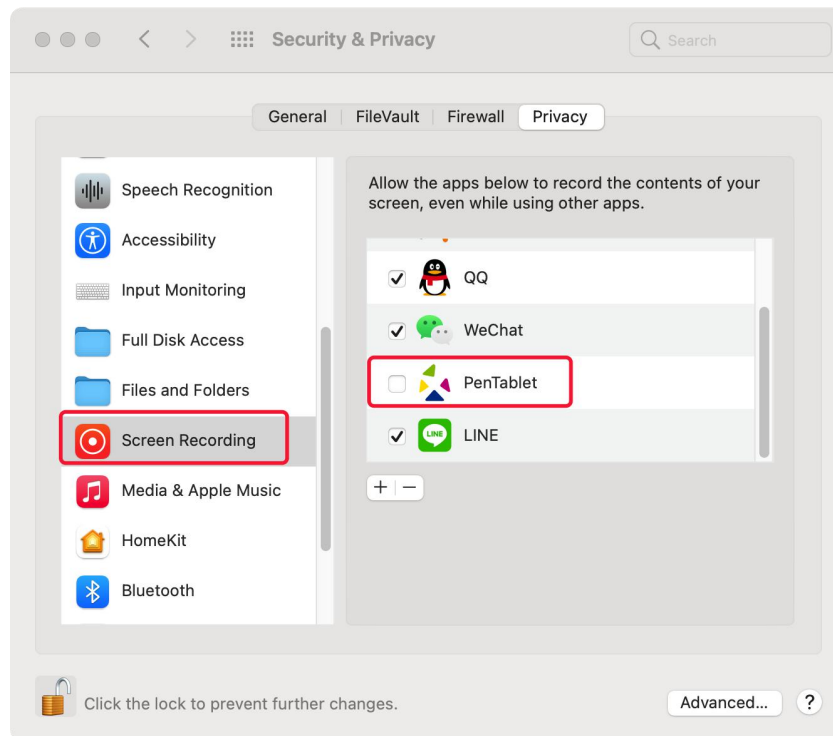 Security & Privacy
Search
General
FileVault
Firewall
Privacy
Speech Recognition
Accessibility
Input Monitoring
Full Disk Access
Files and Folders
Screen Recording
Media & Apple Music
HomeKit
Bluetooth
Allow the apps below to record the contents of your
screen, even while using other apps.
QQ
WeChat
PenTablet
LINE
LINE
+
−
Click the lock to prevent further changes.
Advanced...
?